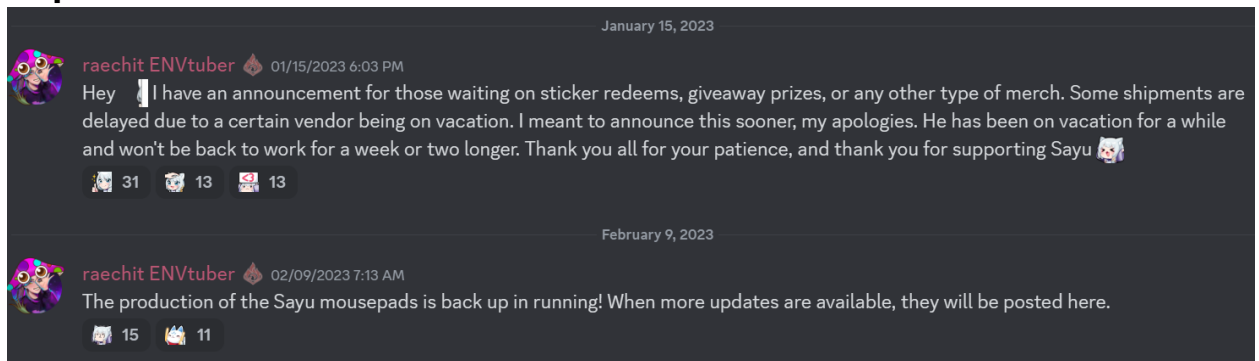 January 15, 2023
raechit ENVtuber 01/15/2023 6:03 PM
Hey I have an announcement for those waiting on sticker redeems, giveaway prizes, or any other type of merch. Some shipments are
delayed due to a certain vendor being on vacation. I meant to announce this sooner, my apologies. He has been on vacation for a while
and won't be back to work for a week or two longer. Thank you all for your patience, and thank you for supporting Sayu
31 13 13
February 9, 2023
raechit ENVtuber 02/09/2023 7:13 AM
The production of the Sayu mousepads is back up in running! When more updates are available, they will be posted here.
15 11